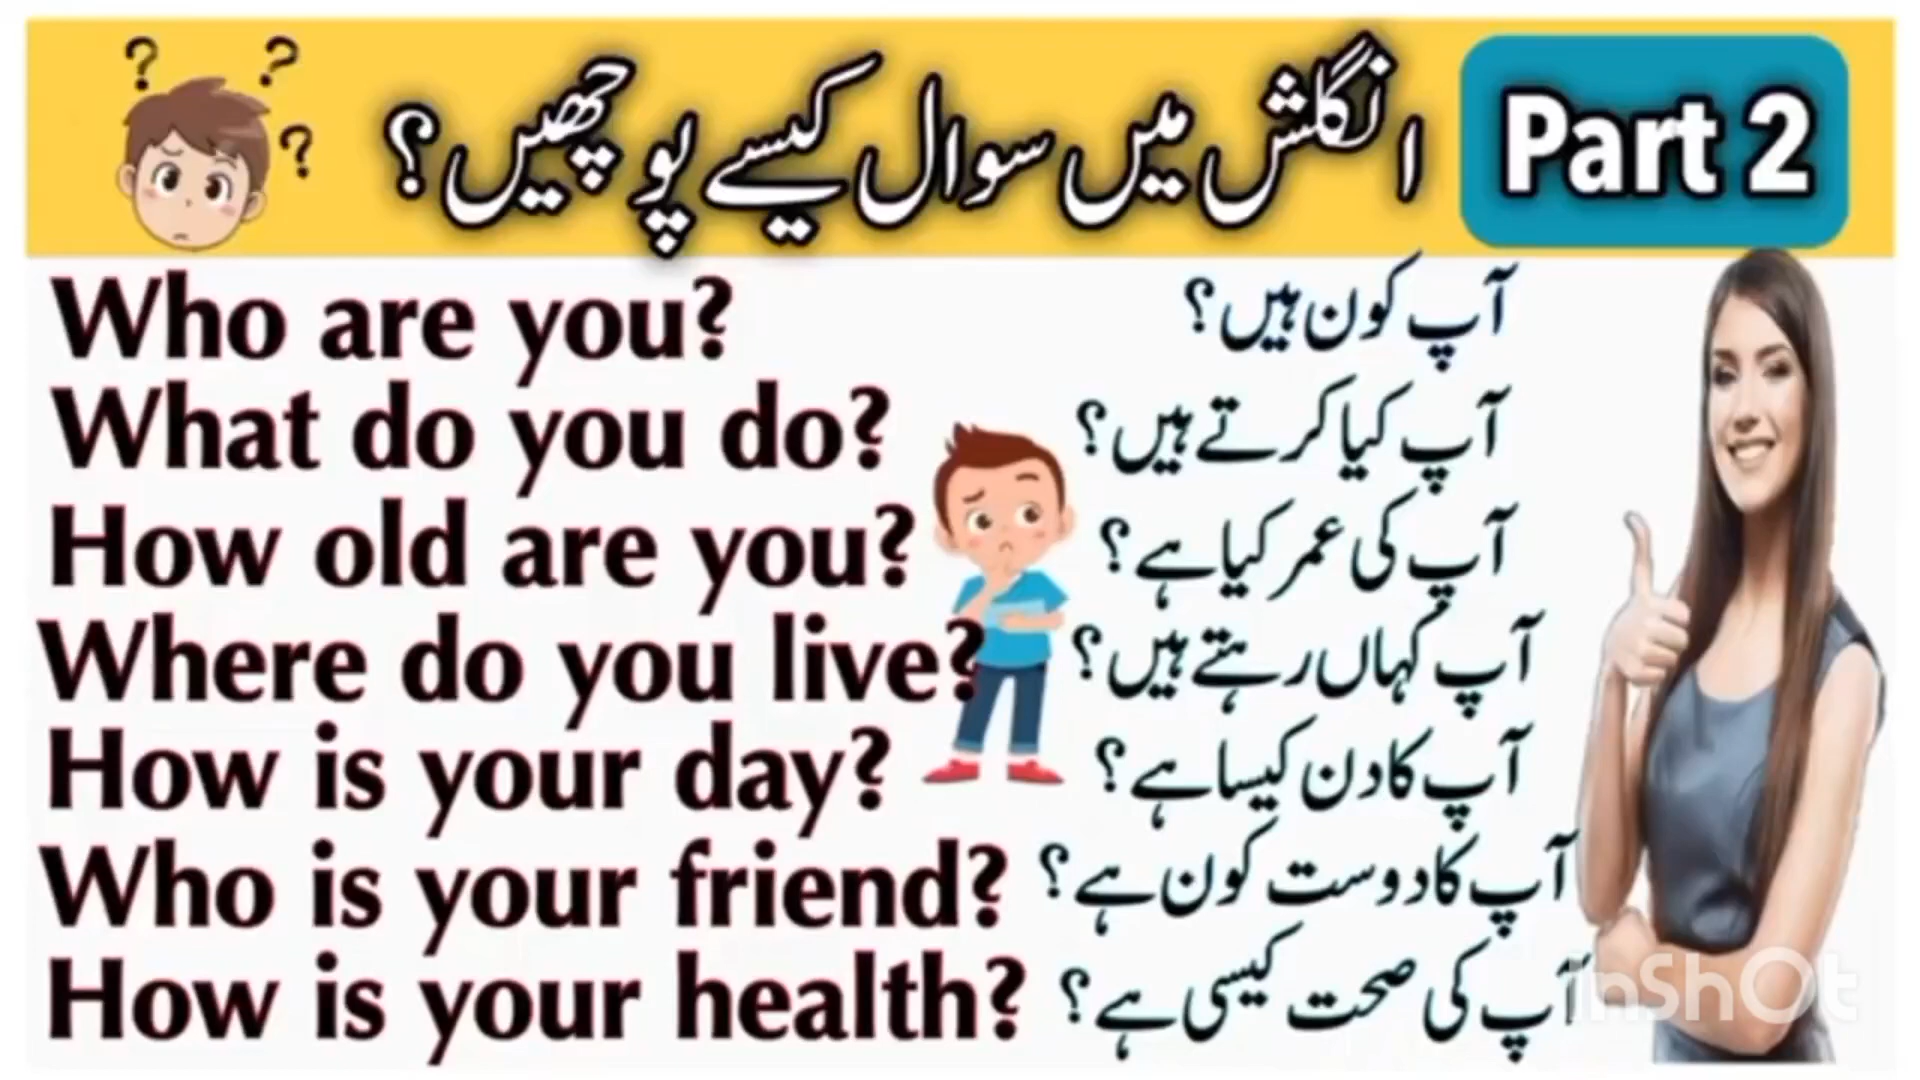 انگلش میں سوال کیسے پوچھیں؟
Part 2
Who are you?
آپ کون ہیں؟
What do you do?
آپ کیا کرتے ہیں؟
How old are you?
آپ کی عمر کیا ہے؟
Where do you live?
آپ کہاں رہتے ہیں؟
How is your day?
آپ کا دن کیسا ہے؟
Who is your friend?
آپ کا دوست کون ہے؟
How is your health?
آپ کی صحت کیسی ہے؟
InShOt